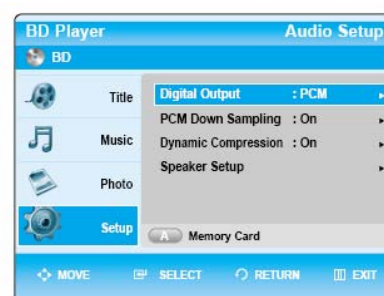 BD Player Audio Setup
BD
Title
Music
Photo
Setup
Digital Output : PCM
PCM Down Sampling : On
Dynamic Compression : On
Speaker Setup
A Memory Card
MOVE SELECT RETURN EXIT